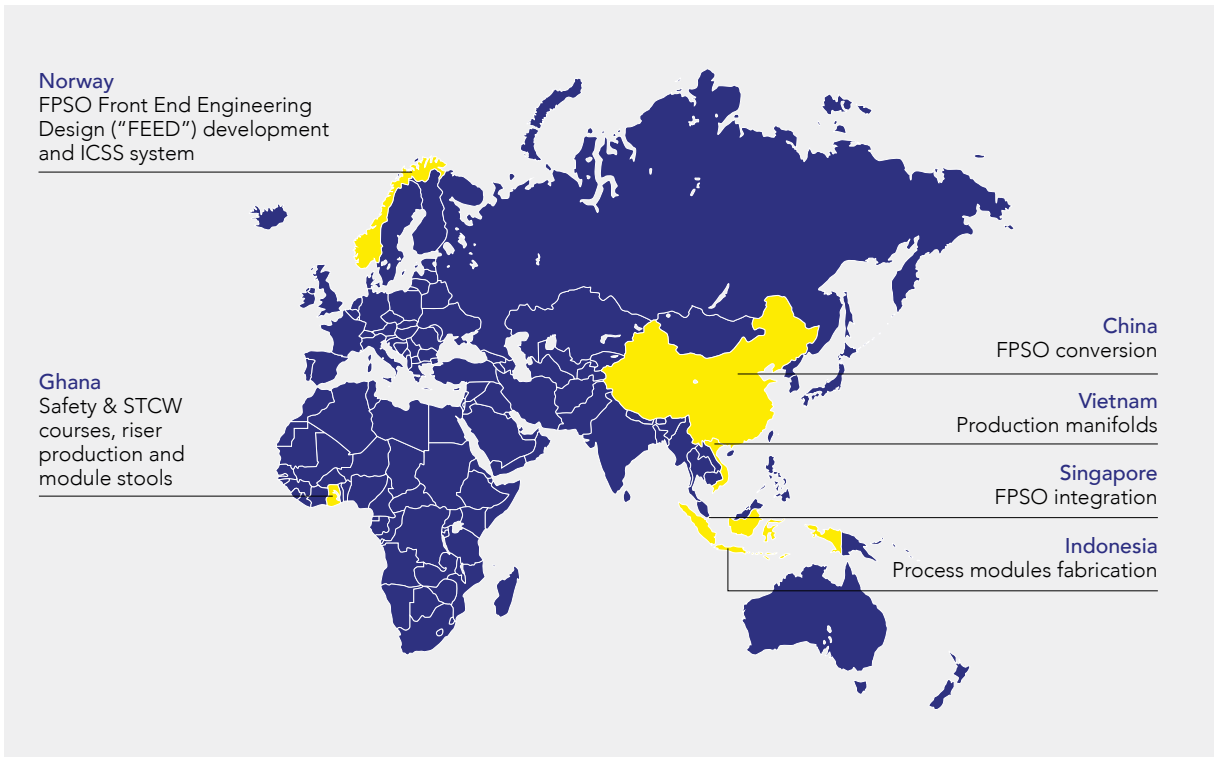 Norway
FPSO Front End Engineering
Design (“FEED”) development
and ICSS system
Ghana
Safety & STCW
courses, riser
production and
module stools
China
FPSO conversion
Vietnam
Production manifolds
Singapore
FPSO integration
Indonesia
Process modules fabrication